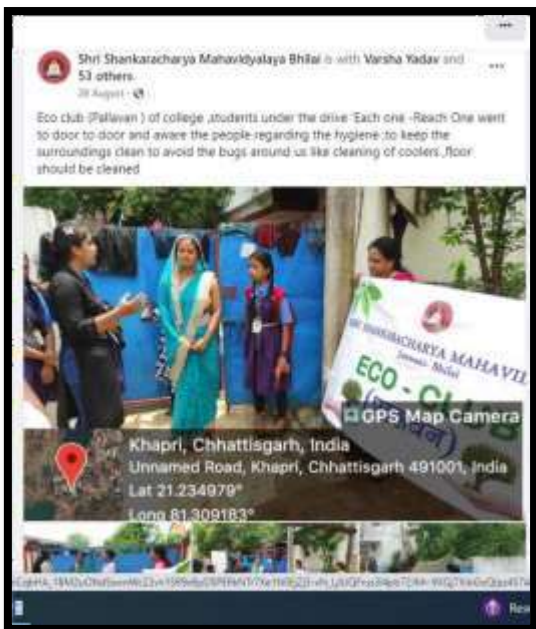 Shri Shankaracharya Mahavidyalaya Bhilai is with Varsha Yadav and
53 others.
28 August
Eco club (Pallavan ) of college ,students under the drive 'Each one -Reach One went
to door to door and aware the people regarding the hygiene ;to keep the
surroundings clean to avoid the bugs around us like cleaning of coolers ,floor
should be cleaned
SHRI SHANKARACHARYA MAHAVI
Bhilai
ECO - CLUB
GPS Map Camera
Khapri, Chhattisgarh, India
Unnamed Road, Khapri, Chhattisgarh 491001, India
Lat 21.234979°
Long 81.309183°